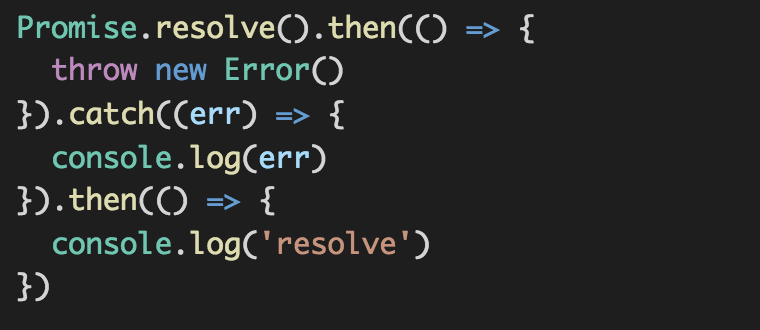 Promise.resolve().then(() => {
  throw new Error()
}).catch((err) => {
  console.log(err)
}).then(() => {
  console.log('resolve')
})